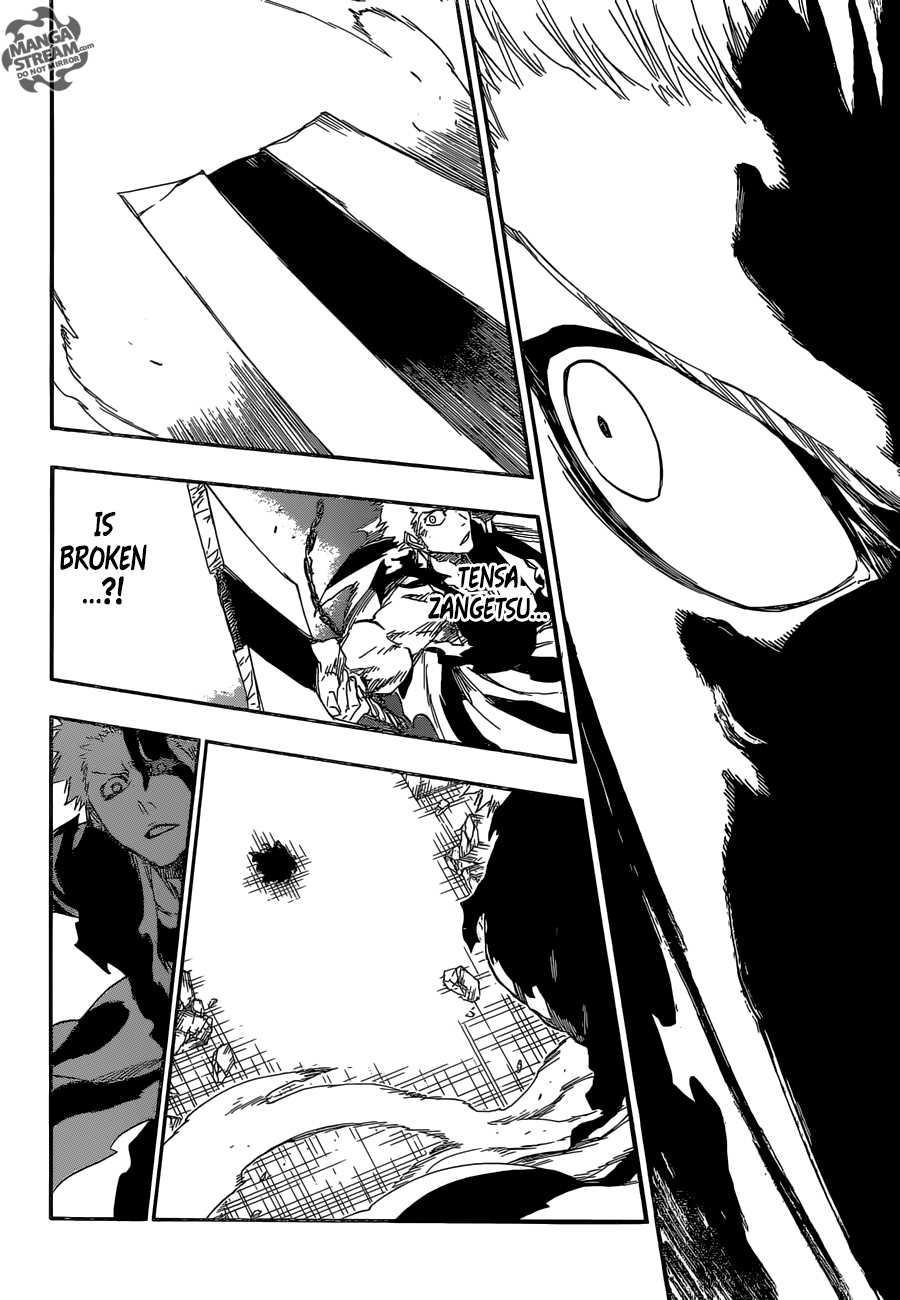 MANGA
STREAM.com
DO NOT MIRROR
TENSA
ZANGETSU...
IS
BROKEN
...?!